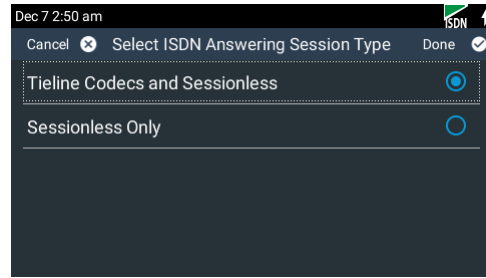 Dec 7 2:50 am
ISDN
Cancel Select ISDN Answering Session Type Done
Tieline Codecs and Sessionless
Sessionless Only